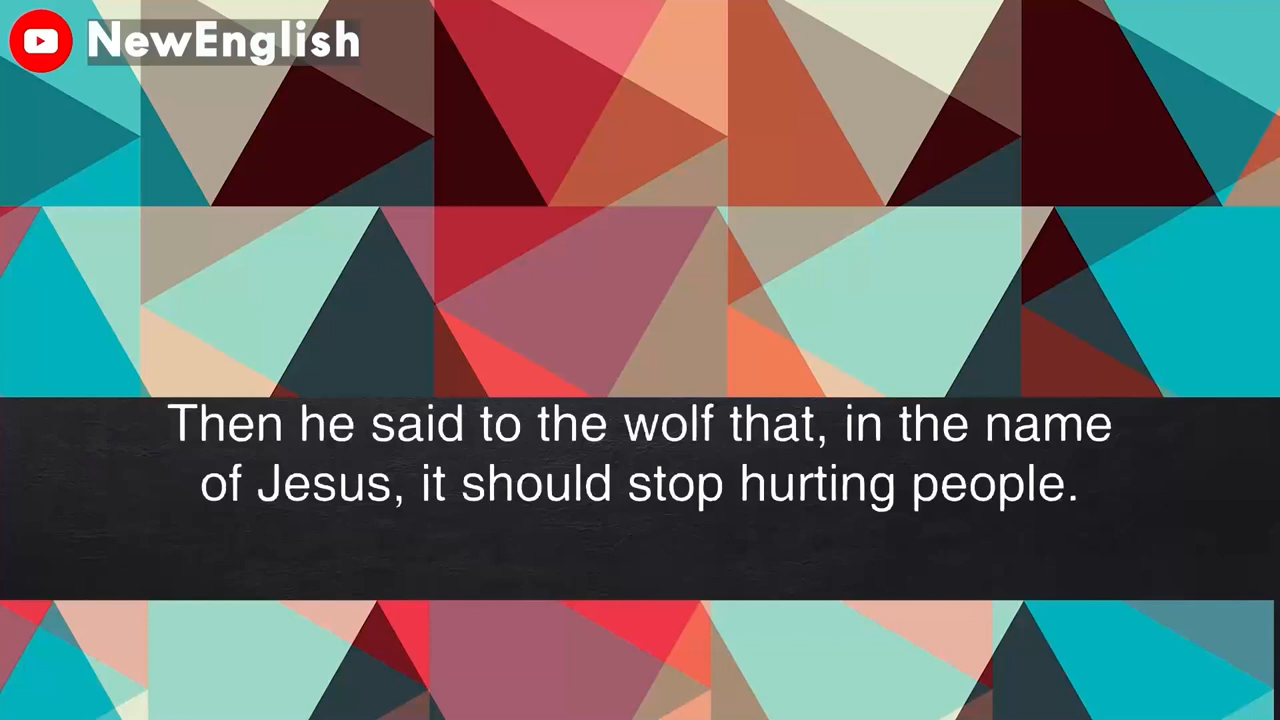 NewEnglish
Then he said to the wolf that, in the name
of Jesus, it should stop hurting people.